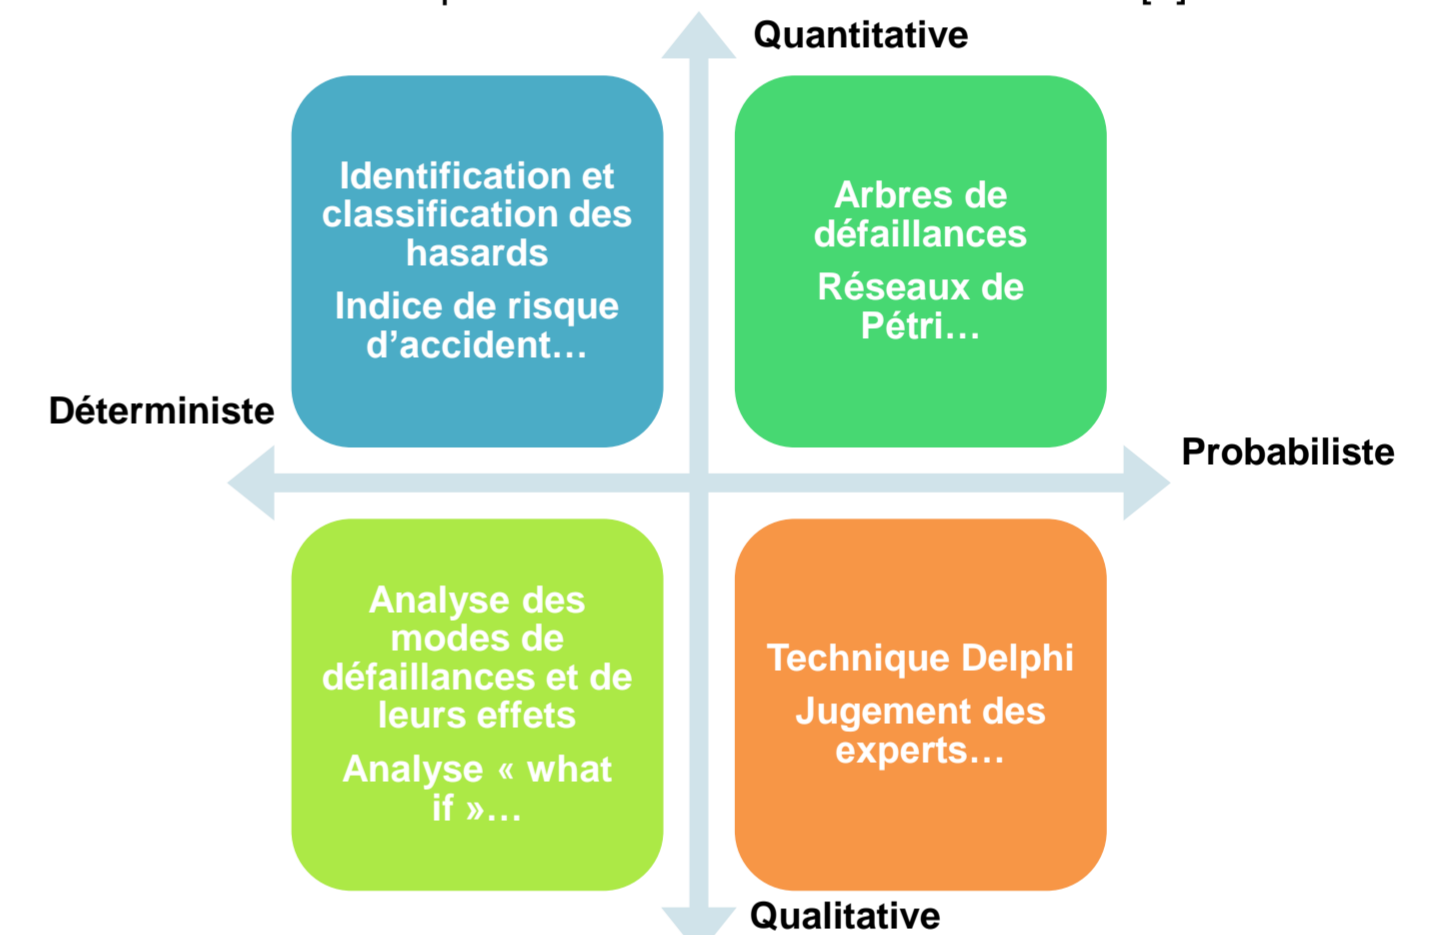 Quantitative
Identification et
classification des
hasards
Indice de risque
d’accident…
Arbres de
défaillances
Réseaux de
Pétri…
Déterministe
Probabiliste
Analyse des
modes de
défaillances et de
leurs effets
Analyse « what
if »…
Technique Delphi
Jugement des
experts…
Qualitative